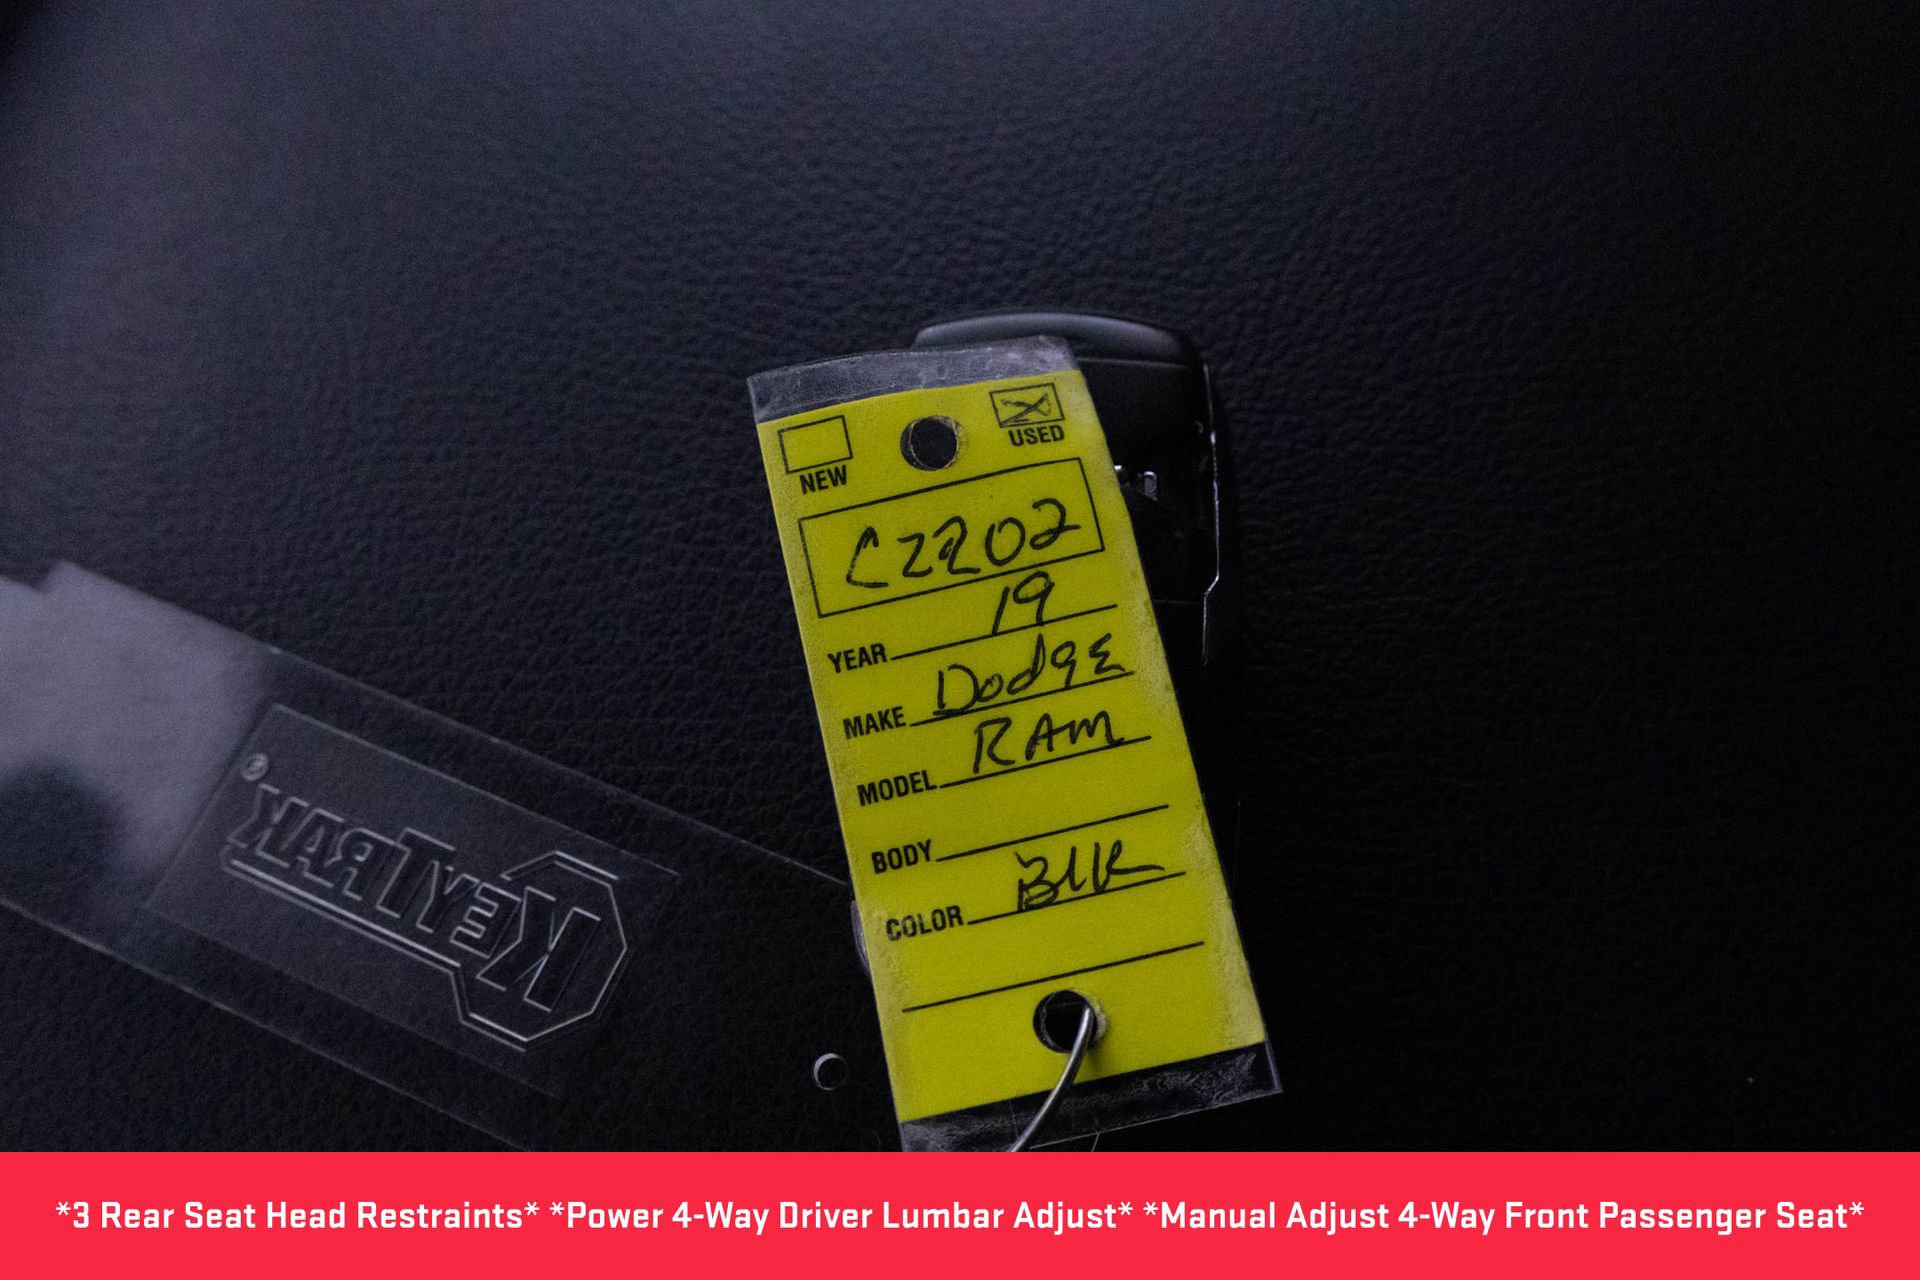 NEW
USED
C2202
YEAR 19
MAKE Dodge
MODEL RAM
BODY
COLOR Blk
KEYTRAK®
*3 Rear Seat Head Restraints* *Power 4-Way Driver Lumbar Adjust* *Manual Adjust 4-Way Front Passenger Seat*